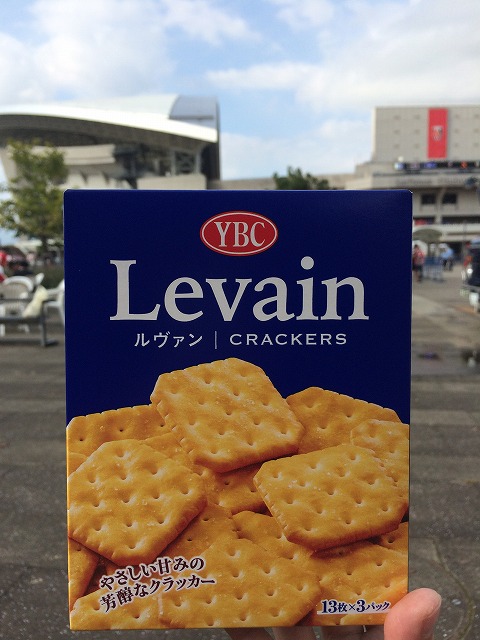 YBC
Levain
ルヴァン | CRACKERS
やさしい甘みの
芳醇なクラッカー
13枚×3パック